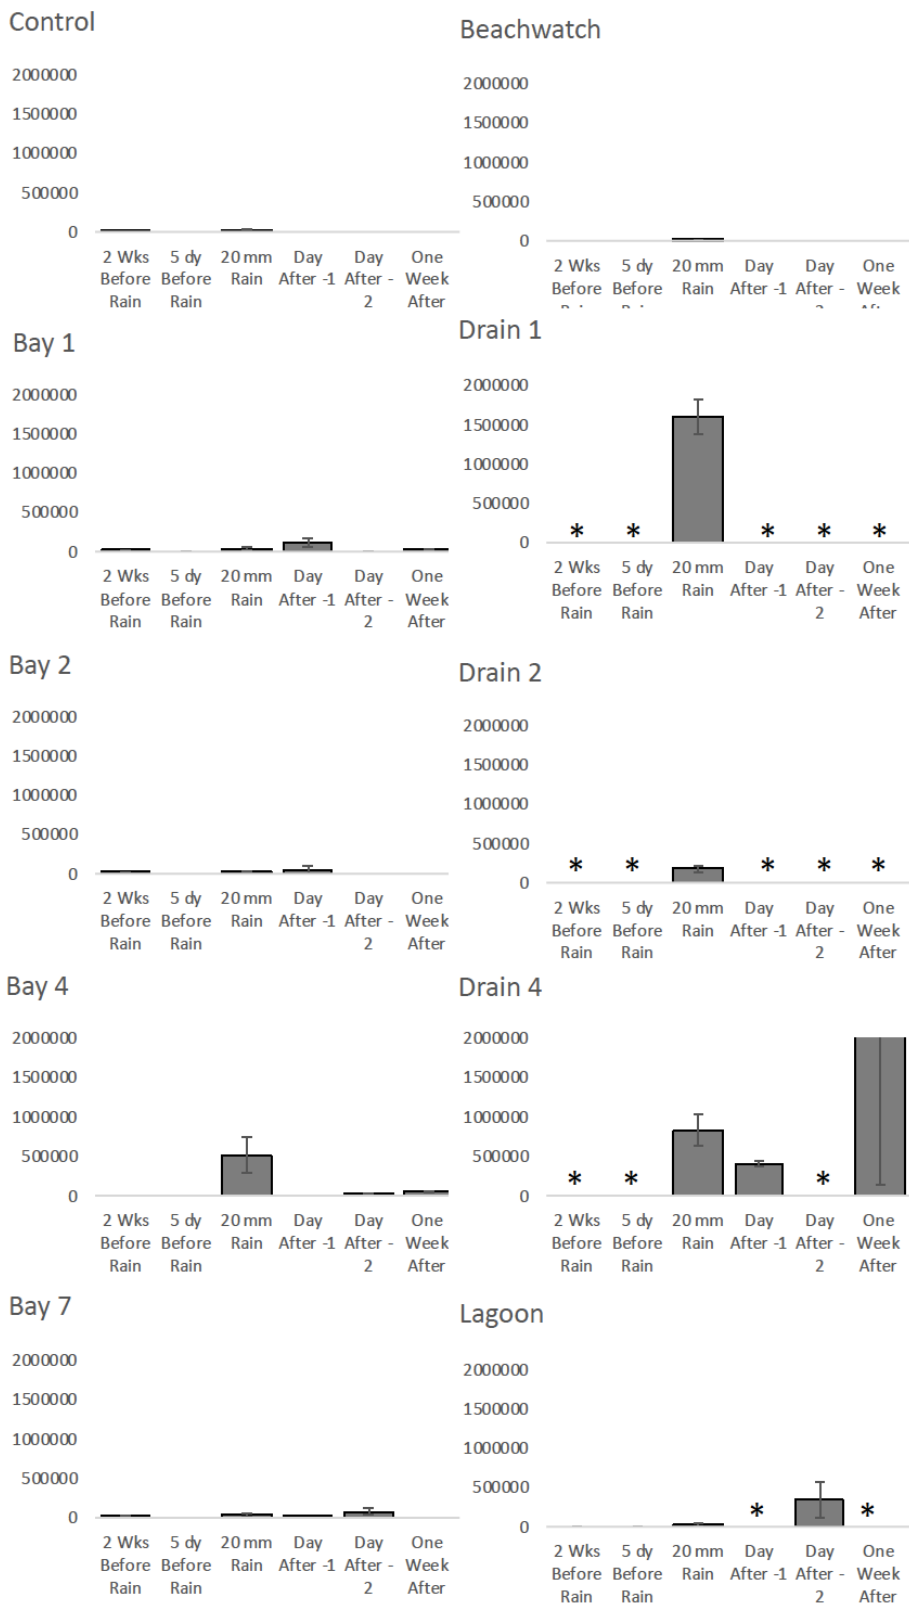 Control
2000000
1500000
1000000
500000
0
2 Wks 5 dy 20 mm Day Day One
Before Before Rain After -1 After - Week
Rain Rain 2 After
Beachwatch
2000000
1500000
1000000
500000
0
2 Wks 5 dy 20 mm Day Day One
Before Before Rain After -1 After - Week
Bay 1
2000000
1500000
1000000
500000
0
2 Wks 5 dy 20 mm Day Day One
Before Before Rain After -1 After - Week
Rain Rain 2 After
Drain 1
2000000
1500000
1000000
500000
0
* * * * *
2 Wks 5 dy 20 mm Day Day One
Before Before Rain After -1 After - Week
Rain Rain 2 After
Bay 2
2000000
1500000
1000000
500000
0
2 Wks 5 dy 20 mm Day Day One
Before Before Rain After -1 After - Week
Rain Rain 2 After
Drain 2
2000000
1500000
1000000
500000
0
* * * * *
2 Wks 5 dy 20 mm Day Day One
Before Before Rain After -1 After - Week
Rain Rain 2 After
Bay 4
2000000
1500000
1000000
500000
0
2 Wks 5 dy 20 mm Day Day One
Before Before Rain After -1 After - Week
Rain Rain 2 After
Drain 4
2000000
1500000
1000000
500000
0
* * *
2 Wks 5 dy 20 mm Day Day One
Before Before Rain After -1 After - Week
Rain Rain 2 After
Bay 7
2000000
1500000
1000000
500000
0
2 Wks 5 dy 20 mm Day Day One
Before Before Rain After -1 After - Week
Rain Rain 2 After
Lagoon
2000000
1500000
1000000
500000
0
* *
2 Wks 5 dy 20 mm Day Day One
Before Before Rain After -1 After - Week
Rain Rain 2 After